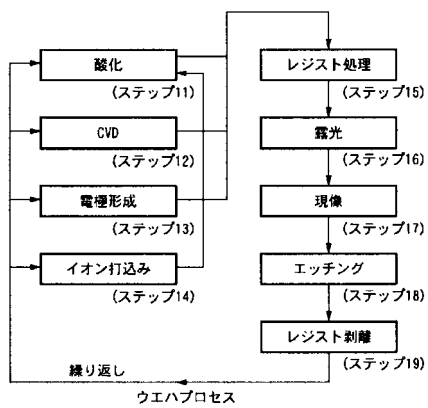 酸化
(ステップ11)
CVD
(ステップ12)
電極形成
(ステップ13)
イオン打込み
(ステップ14)
レジスト処理
(ステップ15)
露光
(ステップ16)
現像
(ステップ17)
エッチング
(ステップ18)
レジスト剥離
(ステップ19)
繰り返し
ウエハプロセス